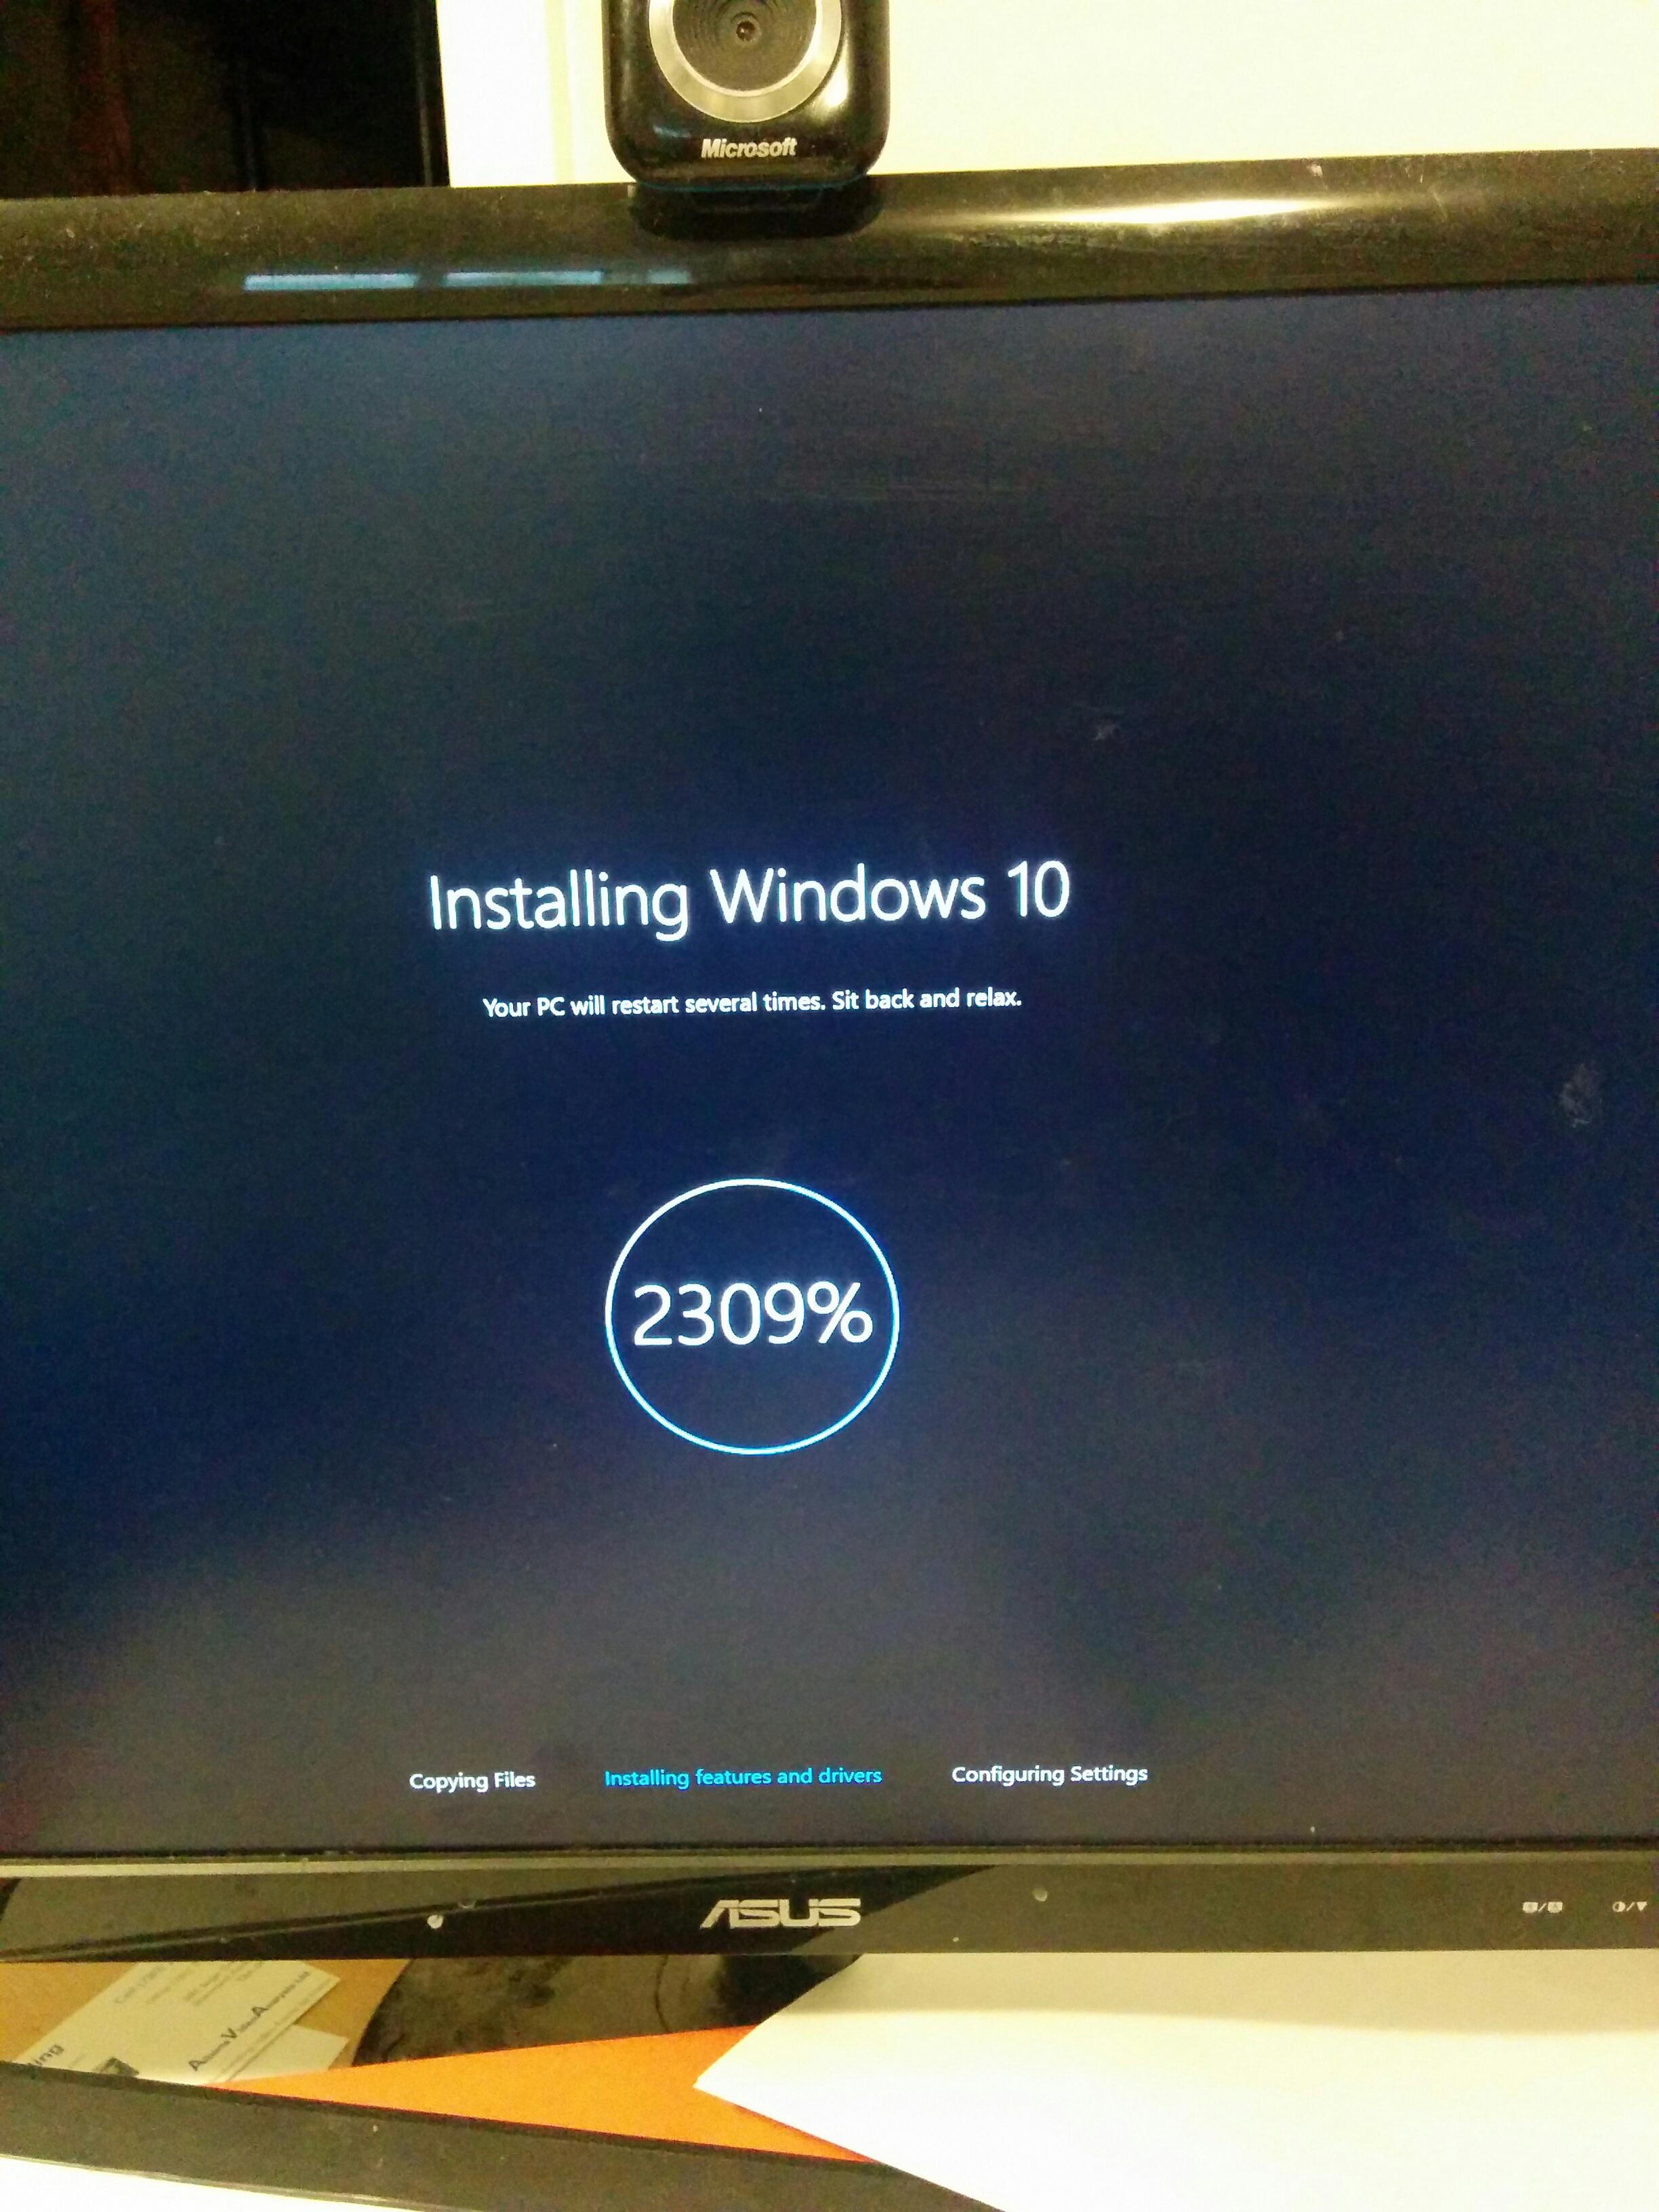 Microsoft
Installing Windows 10
Your PC will restart several times. Sit back and relax.
2309%
Copying Files
Installing features and drivers
Configuring Settings
ASUS